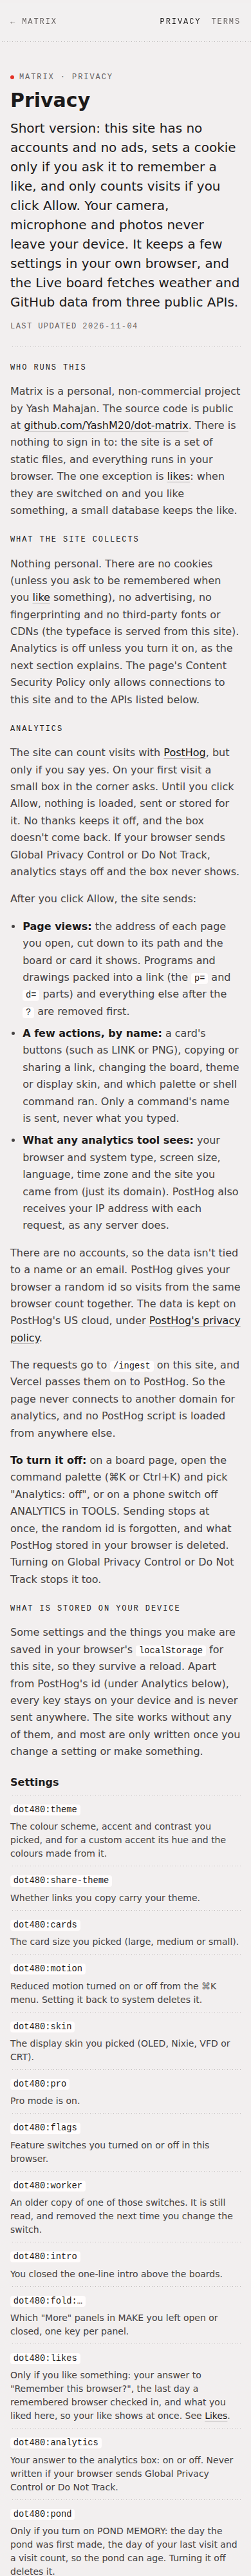 ← MATRIX
PRIVACY TERMS
MATRIX · PRIVACY
Privacy
Short version: this site has no
accounts and no ads, sets a cookie
only if you ask it to remember a
like, and only counts visits if you
click Allow. Your camera,
microphone and photos never
leave your device. It keeps a few
settings in your own browser, and
the Live board fetches weather and
GitHub data from three public APIs.
LAST UPDATED 2026-11-04
WHO RUNS THIS
Matrix is a personal, non-commercial project
by Yash Mahajan. The source code is public
at github.com/YashM20/dot-matrix. There is
nothing to sign in to: the site is a set of
static files, and everything runs in your
browser. The one exception is likes: when
they are switched on and you like
something, a small database keeps the like.
WHAT THE SITE COLLECTS
Nothing personal. There are no cookies
(unless you ask to be remembered when
you like something), no advertising, no
fingerprinting and no third-party fonts or
CDNs (the typeface is served from this site).
Analytics is off unless you turn it on, as the
next section explains. The page's Content
Security Policy only allows connections to
this site and to the APIs listed below.
ANALYTICS
The site can count visits with PostHog, but
only if you say yes. On your first visit a
small box in the corner asks. Until you click
Allow, nothing is loaded, sent or stored for
it. No thanks keeps it off, and the box
doesn't come back. If your browser sends
Global Privacy Control or Do Not Track,
analytics stays off and the box never shows.
After you click Allow, the site sends:
• Page views: the address of each page
you open, cut down to its path and the
board or card it shows. Programs and
drawings packed into a link (the p= and
d= parts) and everything else after the
? are removed first.
• A few actions, by name: a card's
buttons (such as LINK or PNG), copying or
sharing a link, changing the board, theme
or display skin, and which palette or shell
command ran. Only a command's name
is sent, never what you typed.
• What any analytics tool sees: your
browser and system type, screen size,
language, time zone and the site you
came from (just its domain). PostHog also
receives your IP address with each
request, as any server does.
There are no accounts, so the data isn't tied
to a name or an email. PostHog gives your
browser a random id so visits from the same
browser count together. The data is kept on
PostHog's US cloud, under PostHog's privacy
policy.
The requests go to /ingest on this site, and
Vercel passes them on to PostHog. So the
page never connects to another domain for
analytics, and no PostHog script is loaded
from anywhere else.
To turn it off: on a board page, open the
command palette (⌘K or Ctrl+K) and pick
"Analytics: off", or on a phone switch off
ANALYTICS in TOOLS. Sending stops at
once, the random id is forgotten, and what
PostHog stored in your browser is deleted.
Turning on Global Privacy Control or Do Not
Track stops it too.
WHAT IS STORED ON YOUR DEVICE
Some settings and the things you make are
saved in your browser's localStorage for
this site, so they survive a reload. Apart
from PostHog's id (under Analytics below),
every key stays on your device and is never
sent anywhere. The site works without any
of them, and most are only written once you
change a setting or make something.
Settings
dot480:theme
The colour scheme, accent and contrast you
picked, and for a custom accent its hue and the
colours made from it.
dot480:share-theme
Whether links you copy carry your theme.
dot480:cards
The card size you picked (large, medium or small).
dot480:motion
Reduced motion turned on or off from the ⌘K
menu. Setting it back to system deletes it.
dot480:skin
The display skin you picked (OLED, Nixie, VFD or
CRT).
dot480:pro
Pro mode is on.
dot480:flags
Feature switches you turned on or off in this
browser.
dot480:worker
An older copy of one of those switches. It is still
read, and removed the next time you change the
switch.
dot480:intro
You closed the one-line intro above the boards.
dot480:fold:…
Which "More" panels in MAKE you left open or
closed, one key per panel.
dot480:likes
Only if you like something: your answer to
"Remember this browser?", the last day a
remembered browser checked in, and what you
liked here, so your like shows at once. See Likes.
dot480:analytics
Your answer to the analytics box: on or off. Never
written if your browser sends Global Privacy
Control or Do Not Track.
dot480:pond
Only if you turn on POND MEMORY: the day the
pond was first made, the day of your last visit and
a visit count, so the pond can age. Turning it off
deletes it.